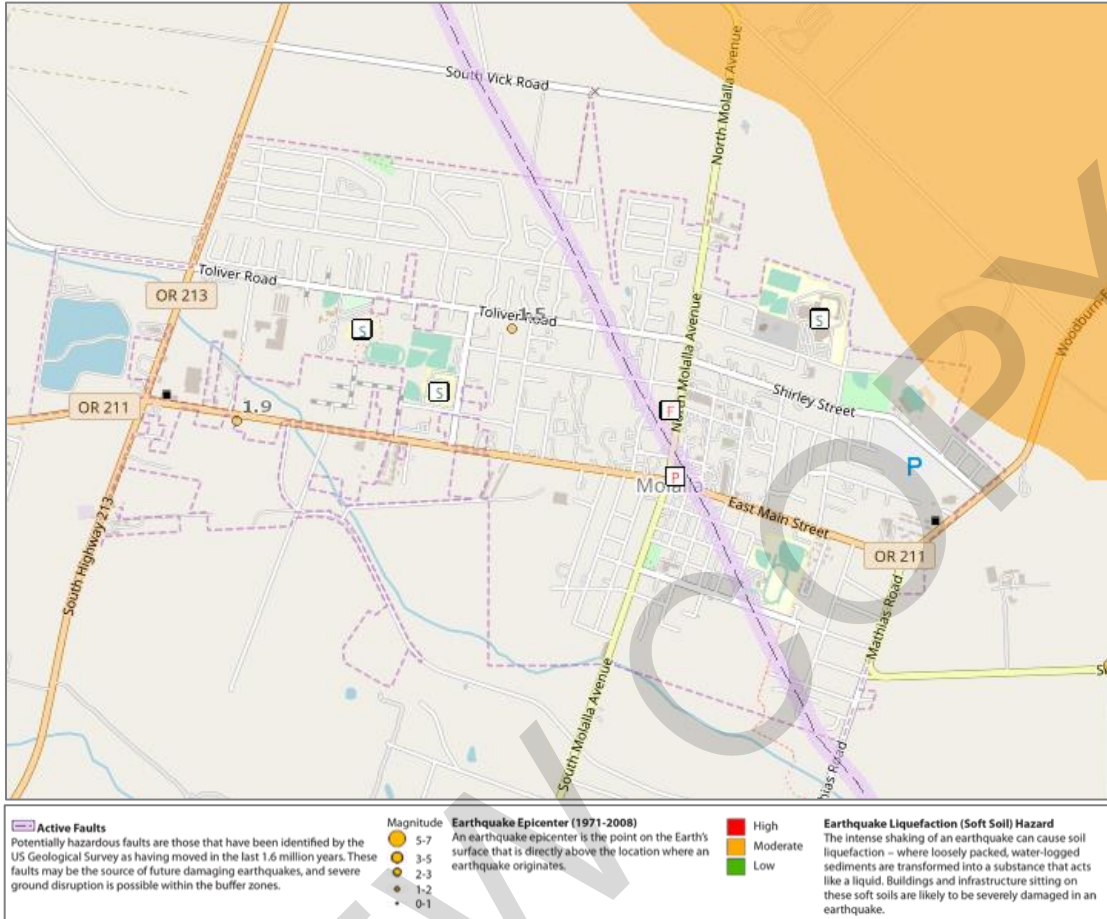 South Vick Road
North Molalla Avenue
Toliver Road
OR 213
Toliver Road
1.5
S
S
Woodburn-
North Molalla Avenue
Shirley Street
S
OR 211
1.9
F
P
P
Molalla
East Main Street
OR 211
South Highway 213
Mathias Road
South Molalla Avenue
hias Road
COPY
W
Active Faults
Potentially hazardous faults are those that have been identified by the
US Geological Survey as having moved in the last 1.6 million years. These
faults may be the source of future damaging earthquakes, and severe
ground disruption is possible within the buffer zones.
Magnitude
5-7
3-5
2-3
1-2
0-1
Earthquake Epicenter (1971-2008)
An earthquake epicenter is the point on the Earth's
surface that is directly above the location where an
earthquake originates.
High
Moderate
Low
Earthquake Liquefaction (Soft Soil) Hazard
The intense shaking of an earthquake can cause soil
liquefaction – where loosely packed, water-logged
sediments are transformed into a substance that acts
like a liquid. Buildings and infrastructure sitting on
these soft soils are likely to be severely damaged in an
earthquake.